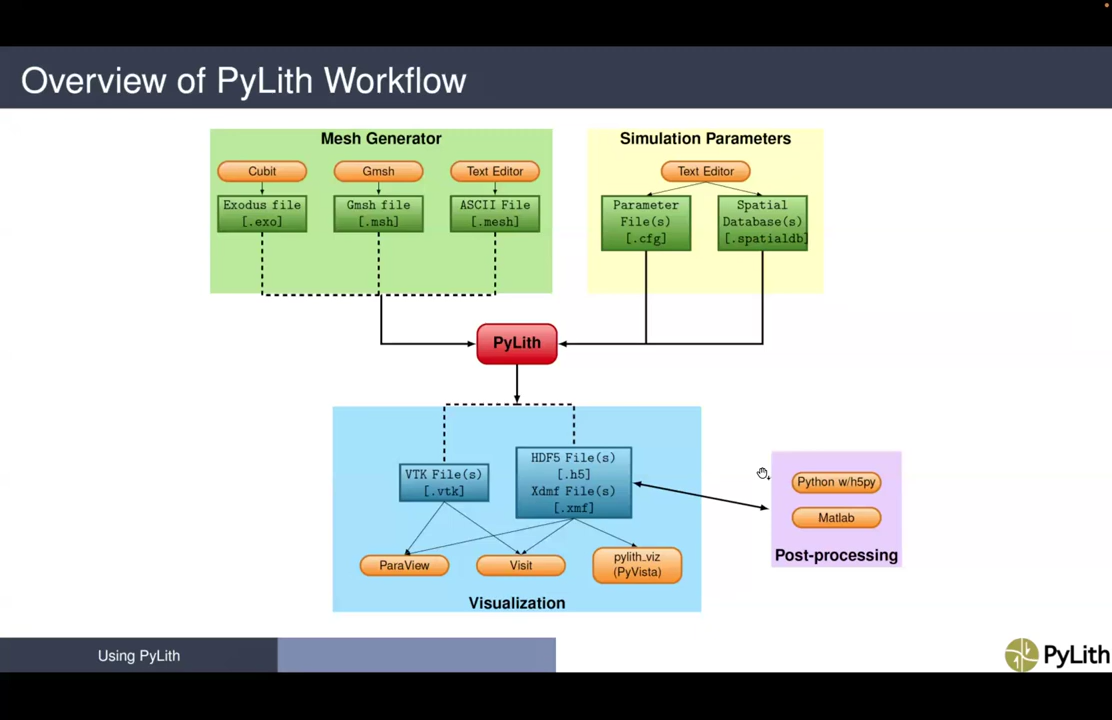 Overview of PyLith Workflow
Mesh Generator
Cubit
Gmsh
Text Editor
Exodus file
[.exo]
Gmsh file
[.msh]
ASCII File
[.mesh]
Simulation Parameters
Text Editor
Parameter
File(s)
[.cfg]
Spatial
Database(s)
[.spatialdb]
PyLith
VTK File(s)
[.vtk]
HDF5 File(s)
[.h5]
Xdmf File(s)
[.xmf]
ParaView
Visit
pylith_viz
(PyVista)
Visualization
Python w/h5py
Matlab
Post-processing
Using PyLith
PyLith